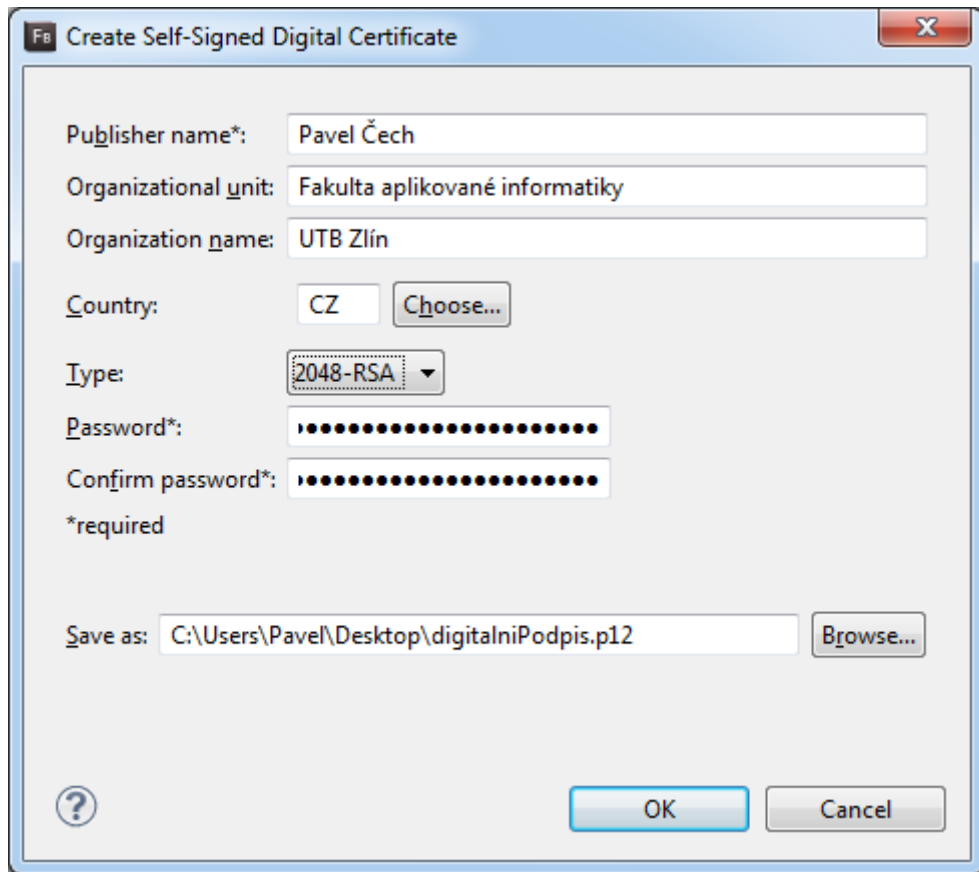 FB Create Self-Signed Digital Certificate
Publisher name*: Pavel Čech
Organizational unit: Fakulta aplikované informatiky
Organization name: UTB Zlín
Country: CZ Choose...
Type: 2048-RSA
Password*: ••••••••••••••••••••
Confirm password*: ••••••••••••••••••••
*required
Save as: C:\Users\Pavel\Desktop\digitalniPodpis.p12 Browse...
? OK Cancel